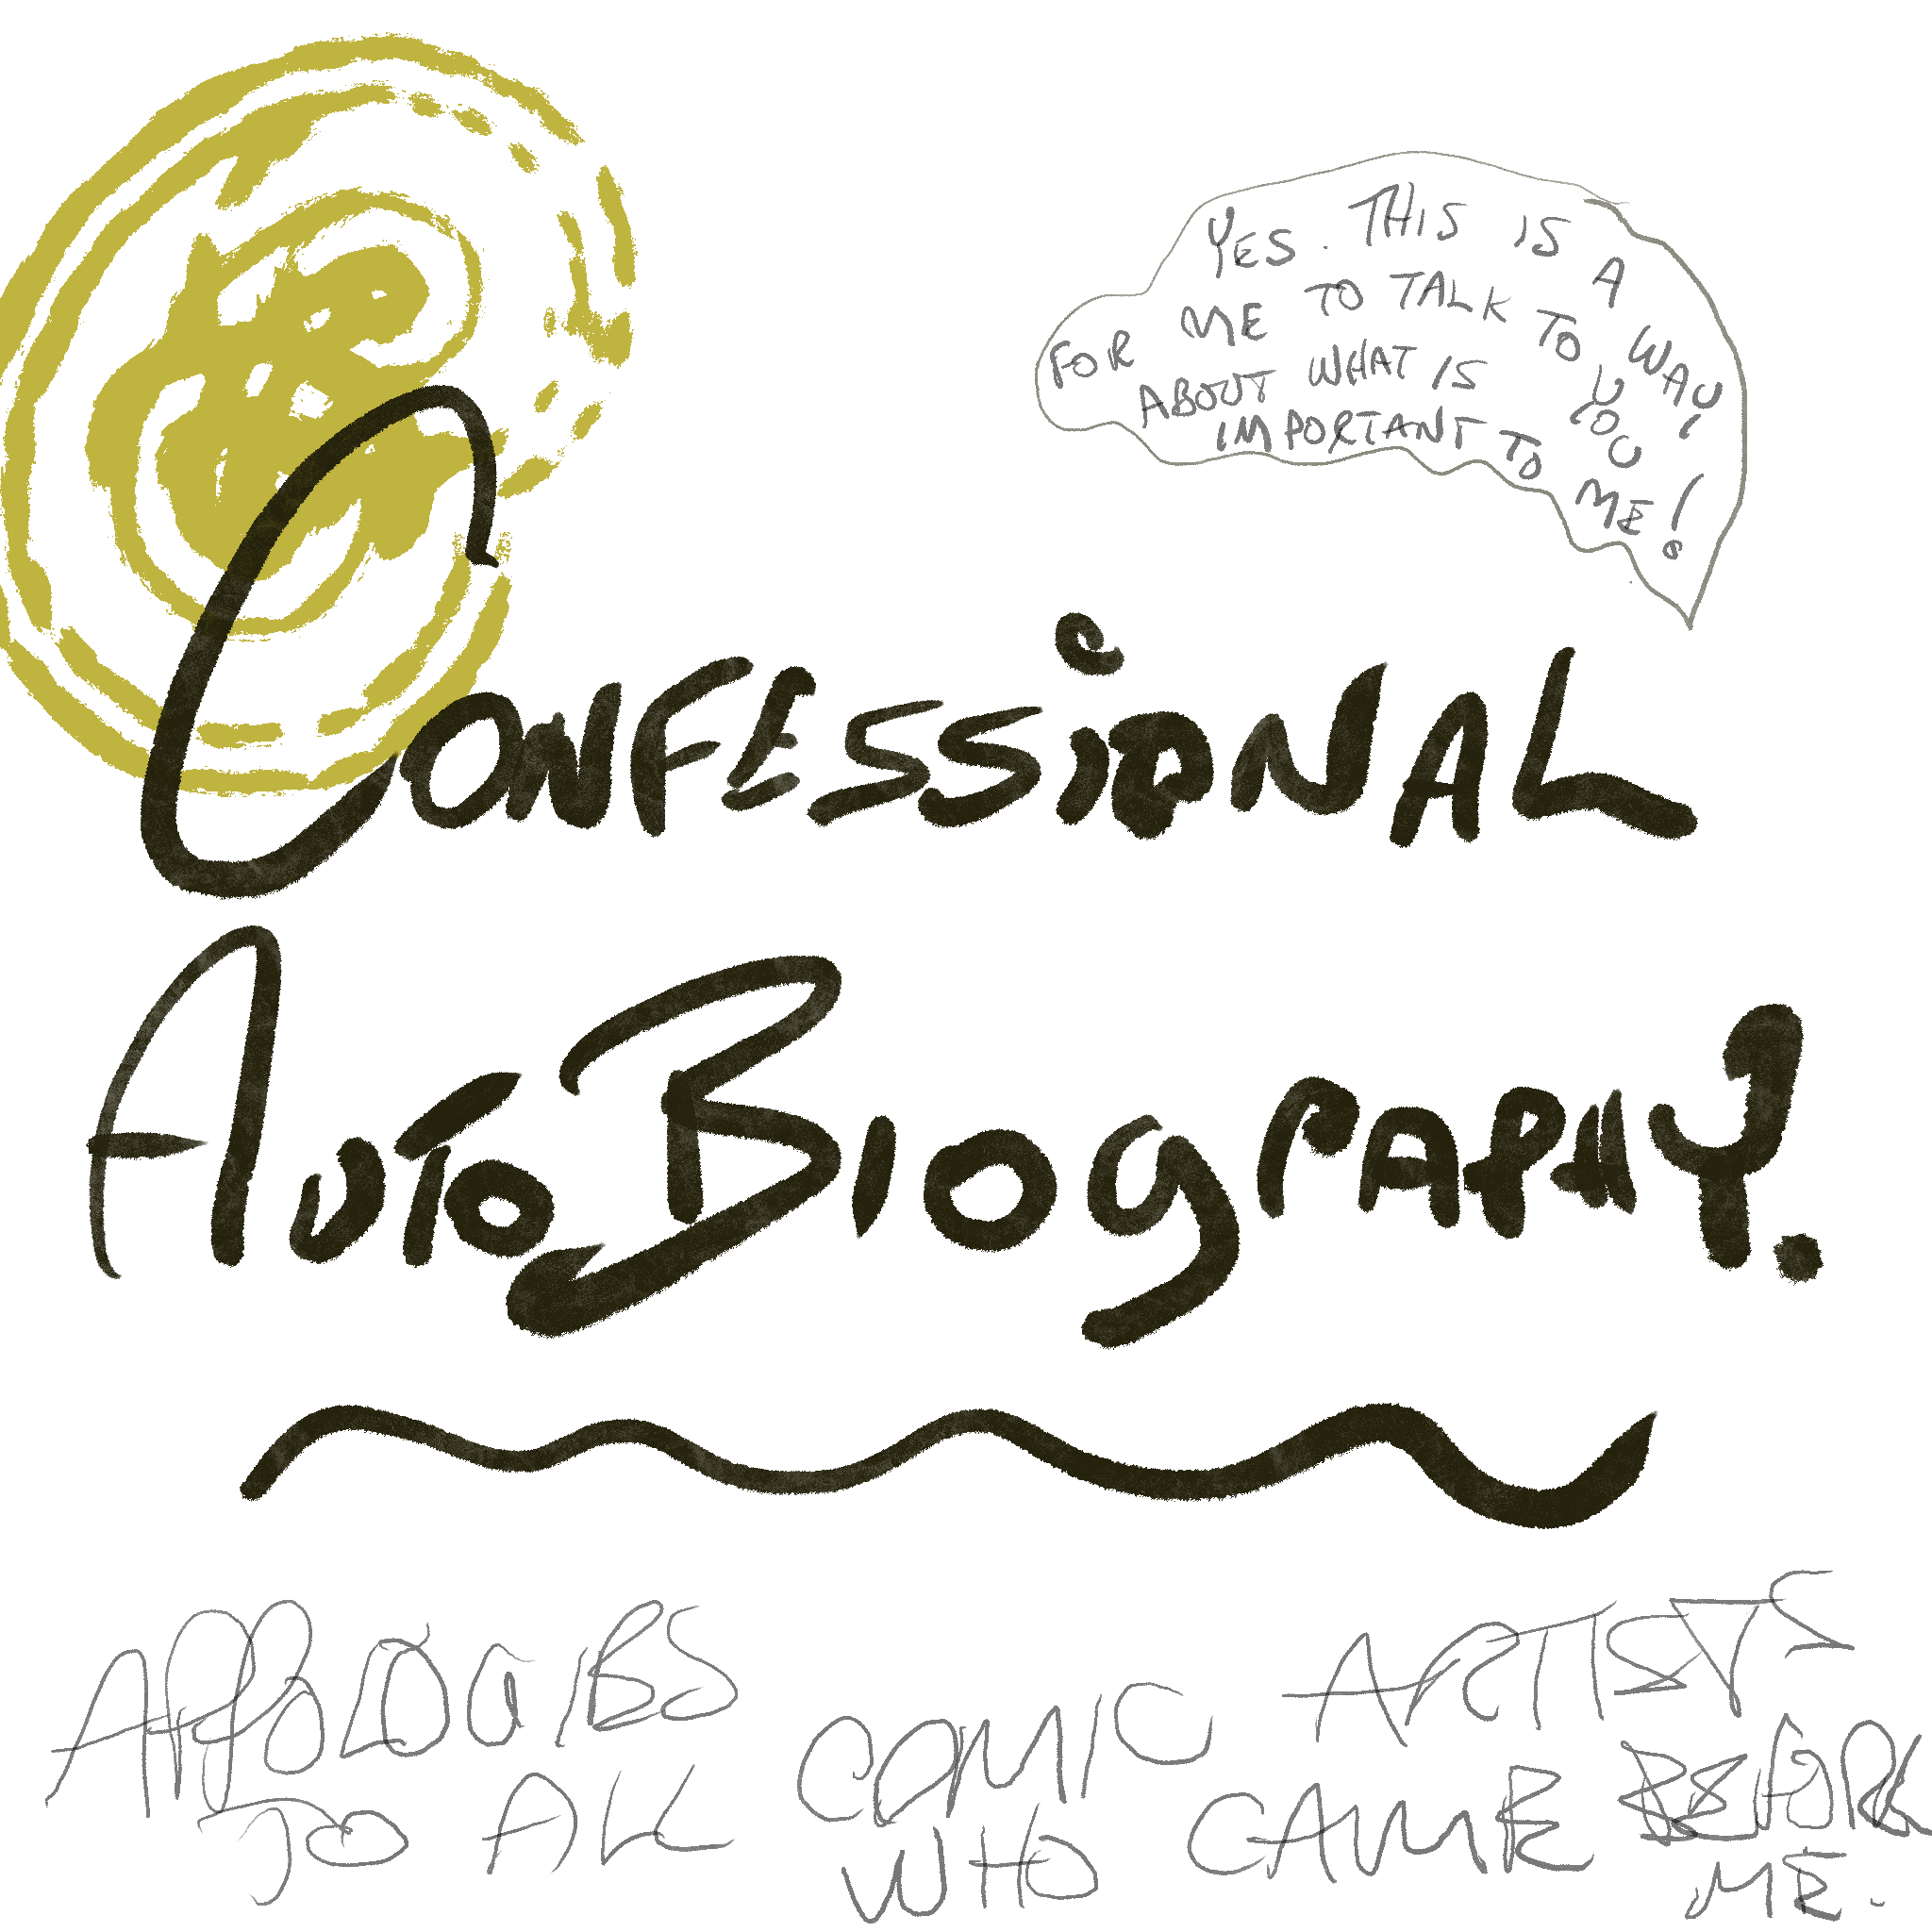 YES. THIS IS A WAY
FOR ME TO TALK TO YOU
ABOUT WHAT IS
IMPORTANT TO ME!
CONFESSIONAL
AUTOBIOGRAPHY.
APPOLOGIES
TO ALL
COMIC ARTISTS
WHO CAME BEFORE
ME.